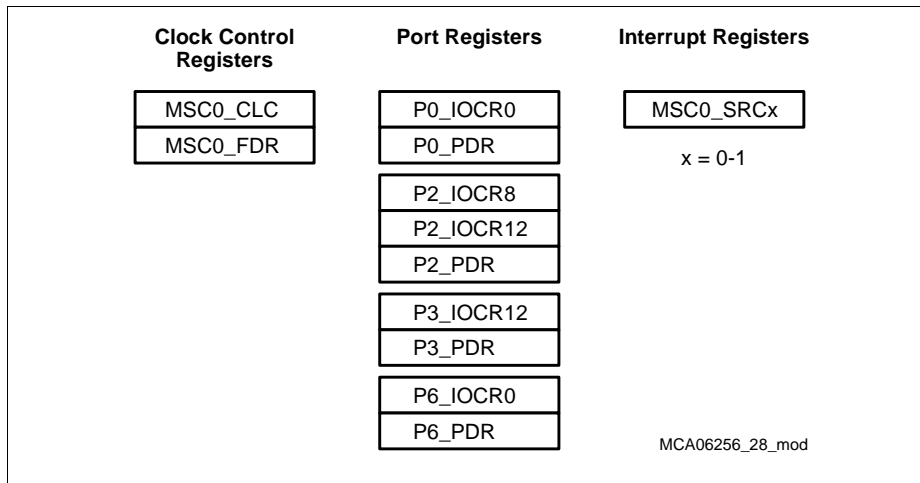 Clock Control
Registers
MSC0_CLC
MSC0_FDR
Port Registers
P0_IOCR0
P0_PDR
P2_IOCR8
P2_IOCR12
P2_PDR
P3_IOCR12
P3_PDR
P6_IOCR0
P6_PDR
Interrupt Registers
MSC0_SRCx
x = 0-1
MCA06256_28_mod